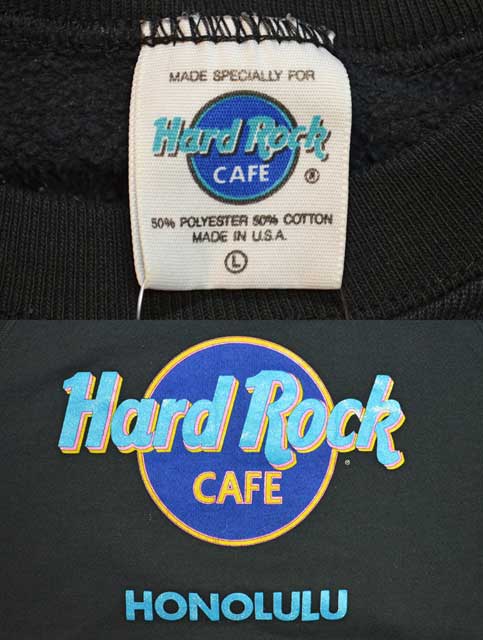 MADE SPECIALLY FOR
Hard Rock
CAFE
®
50% POLYESTER 50% COTTON
MADE IN U.S.A.
L
Hard Rock
CAFE
®
HONOLULU